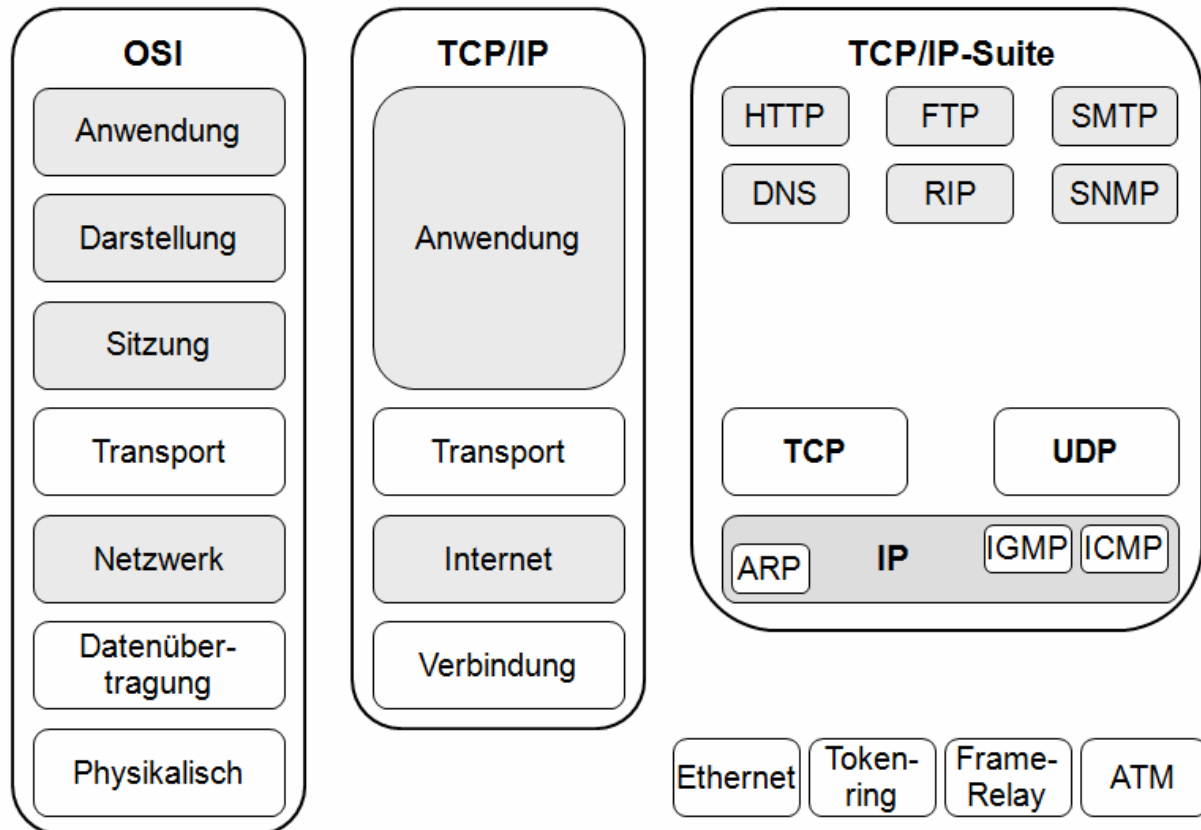 OSI
Anwendung
Darstellung
Sitzung
Transport
Netzwerk
Datenüber-
tragung
Physikalisch
TCP/IP
Anwendung
Transport
Internet
Verbindung
TCP/IP-Suite
HTTP
FTP
SMTP
DNS
RIP
SNMP
TCP
UDP
ARP
IP
IGMP
ICMP
Ethernet
Token-
ring
Frame-
Relay
ATM